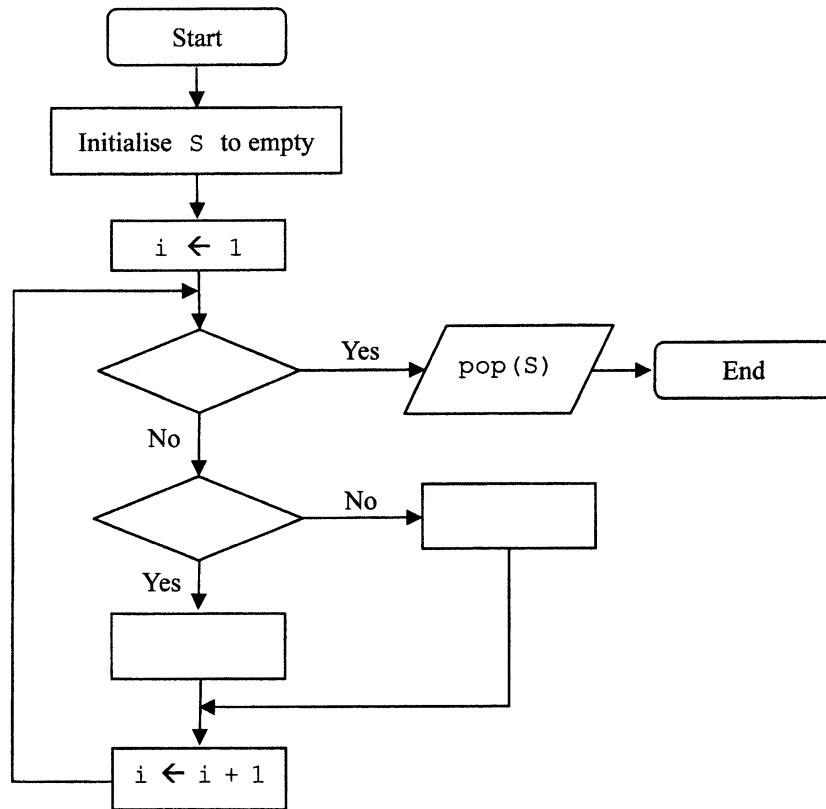 Start
Initialise S to empty
i ← 1
Yes
pop(S)
End
No
No
Yes
i ← i + 1